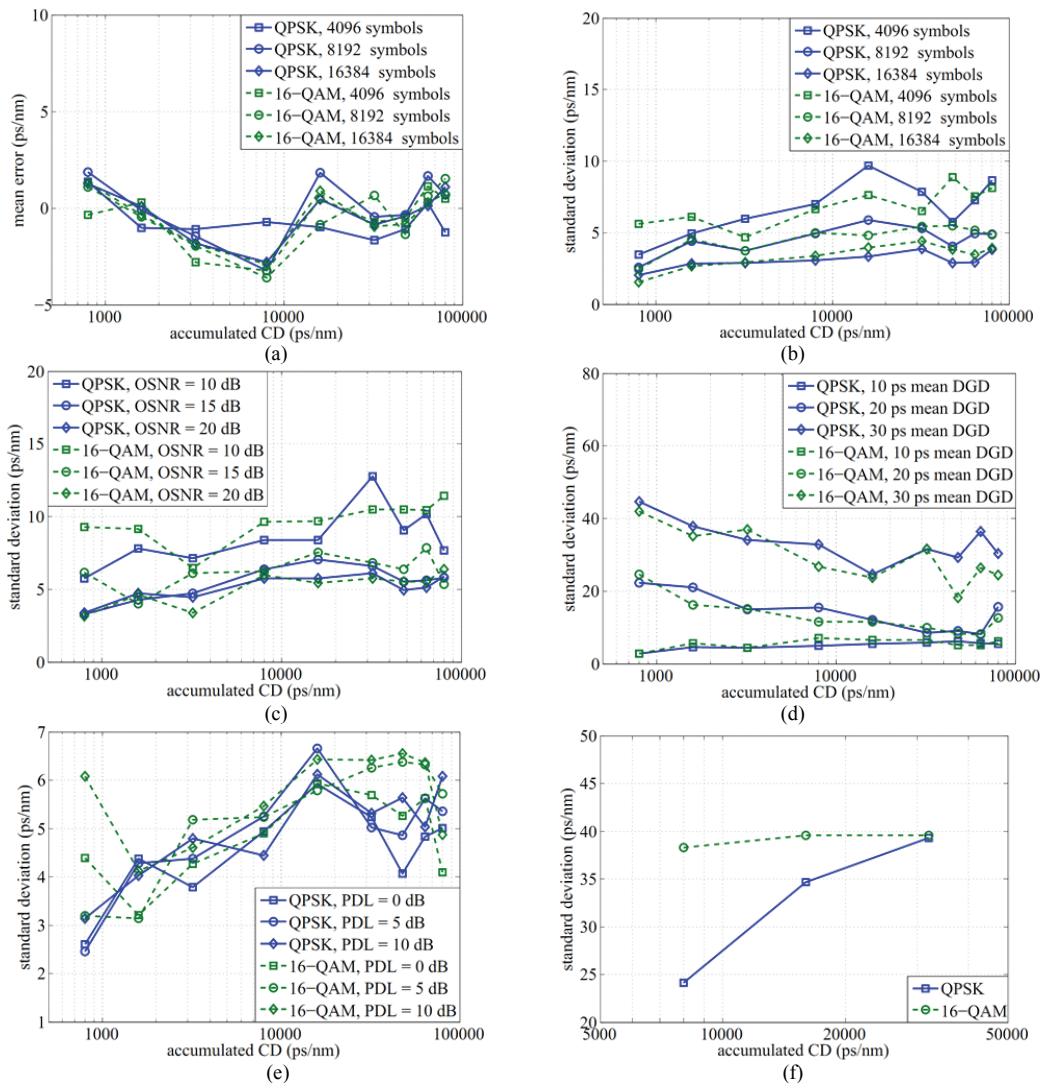 10
5
0
−5
mean error (ps/nm)
QPSK, 4096 symbols
QPSK, 8192 symbols
QPSK, 16384 symbols
16−QAM, 4096 symbols
16−QAM, 8192 symbols
16−QAM, 16384 symbols
1000 10000 100000
accumulated CD (ps/nm)
(a)
20
15
10
5
0
standard deviation (ps/nm)
QPSK, 4096 symbols
QPSK, 8192 symbols
QPSK, 16384 symbols
16−QAM, 4096 symbols
16−QAM, 8192 symbols
16−QAM, 16384 symbols
1000 10000 100000
accumulated CD (ps/nm)
(b)
20
15
10
5
0
standard deviation (ps/nm)
QPSK, OSNR = 10 dB
QPSK, OSNR = 15 dB
QPSK, OSNR = 20 dB
16−QAM, OSNR = 10 dB
16−QAM, OSNR = 15 dB
16−QAM, OSNR = 20 dB
1000 10000 100000
accumulated CD (ps/nm)
(c)
80
60
40
20
0
standard deviation (ps/nm)
QPSK, 10 ps mean DGD
QPSK, 20 ps mean DGD
QPSK, 30 ps mean DGD
16−QAM, 10 ps mean DGD
16−QAM, 20 ps mean DGD
16−QAM, 30 ps mean DGD
1000 10000 100000
accumulated CD (ps/nm)
(d)
7
6
5
4
3
2
1
standard deviation (ps/nm)
QPSK, PDL = 0 dB
QPSK, PDL = 5 dB
QPSK, PDL = 10 dB
16−QAM, PDL = 0 dB
16−QAM, PDL = 5 dB
16−QAM, PDL = 10 dB
1000 10000 100000
accumulated CD (ps/nm)
(e)
50
45
40
35
30
25
20
standard deviation (ps/nm)
QPSK
16−QAM
5000 10000 20000 50000
accumulated CD (ps/nm)
(f)